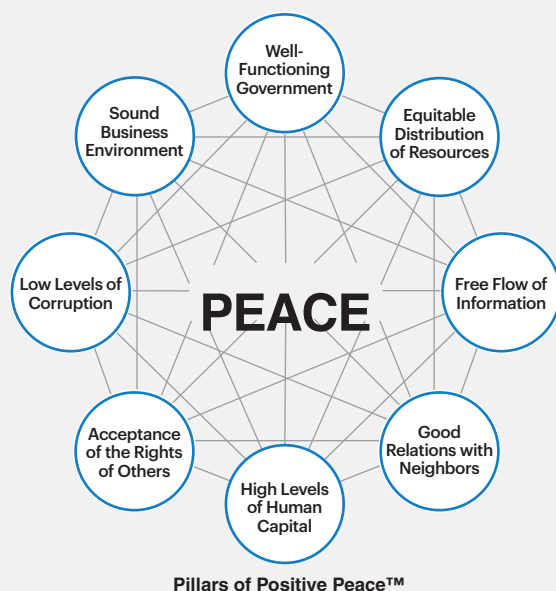 Well-
Functioning
Government
Sound
Business
Environment
Equitable
Distribution
of Resources
Low Levels of
Corruption
PEACE
Free Flow of
Information
Acceptance
of the Rights
of Others
Good
Relations with
Neighbors
High Levels
of Human
Capital
Pillars of Positive Peace™